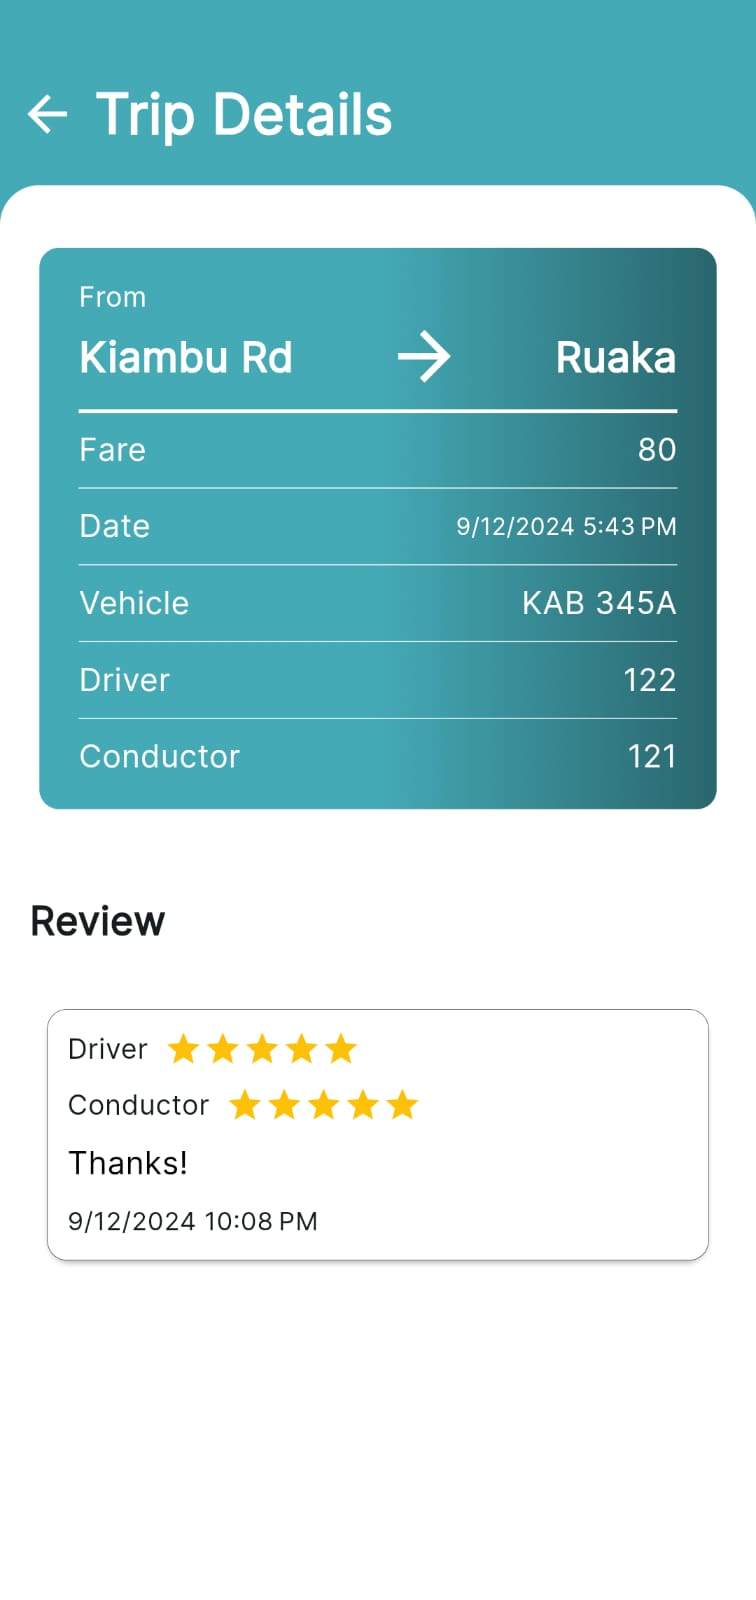 Trip Details
From
Kiambu Rd Ruaka
Fare 80
Date 9/12/2024 5:43 PM
Vehicle KAB 345A
Driver 122
Conductor 121
Review
Driver
Conductor
Thanks!
9/12/2024 10:08 PM